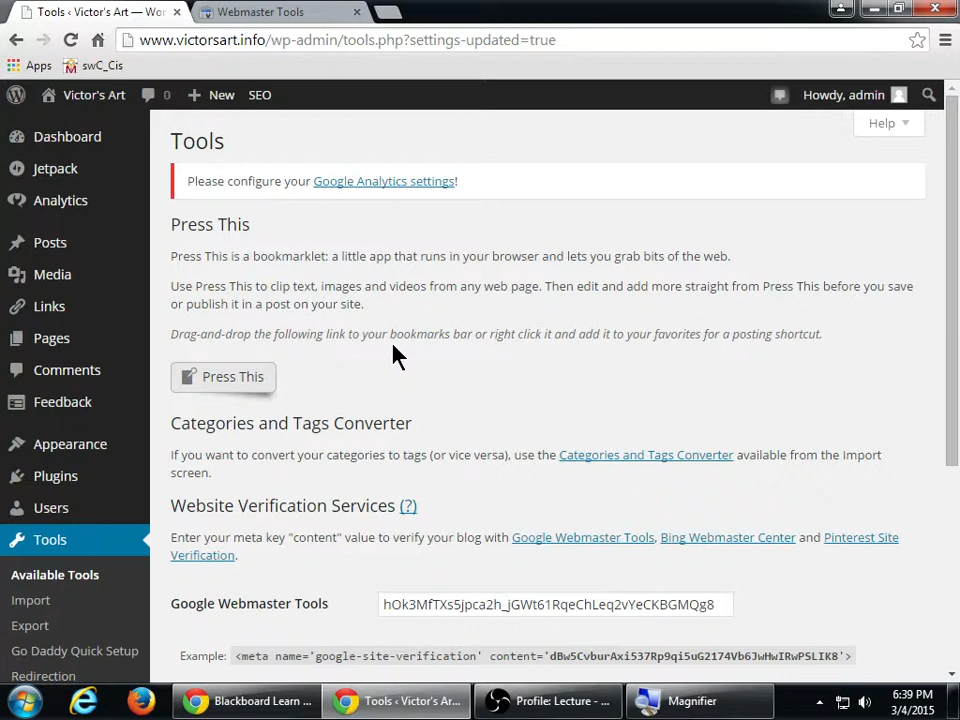 Tools ‹ Victor's Art — Wor
Webmaster Tools
www.victorsart.info/wp-admin/tools.php?settings-updated=true
Apps
swC_Cis
Victor's Art
0
New
SEO
Howdy, admin
Help
Dashboard
Jetpack
Analytics
Posts
Media
Links
Pages
Comments
Feedback
Appearance
Plugins
Users
Tools
Available Tools
Import
Export
Go Daddy Quick Setup
Redirection
Tools
Please configure your Google Analytics settings!
Press This
Press This is a bookmarklet: a little app that runs in your browser and lets you grab bits of the web.
Use Press This to clip text, images and videos from any web page. Then edit and add more straight from Press This before you save
or publish it in a post on your site.
Drag-and-drop the following link to your bookmarks bar or right click it and add it to your favorites for a posting shortcut.
Press This
Categories and Tags Converter
If you want to convert your categories to tags (or vice versa), use the Categories and Tags Converter available from the Import
screen.
Website Verification Services (?)
Enter your meta key "content" value to verify your blog with Google Webmaster Tools, Bing Webmaster Center and Pinterest Site
Verification.
Google Webmaster Tools
hOk3MfTXs5jpca2h_jGWt61RqeChLeq2vYeCKBGMQg8
Example: <meta name='google-site-verification' content='dBw5CvburAxi537Rp9qi5uG2174Vb6JwHwIRwPSLIK8'>
Blackboard Learn ...
Tools ‹ Victor's Ar...
Profile: Lecture - ...
Magnifier
6:39 PM
3/4/2015